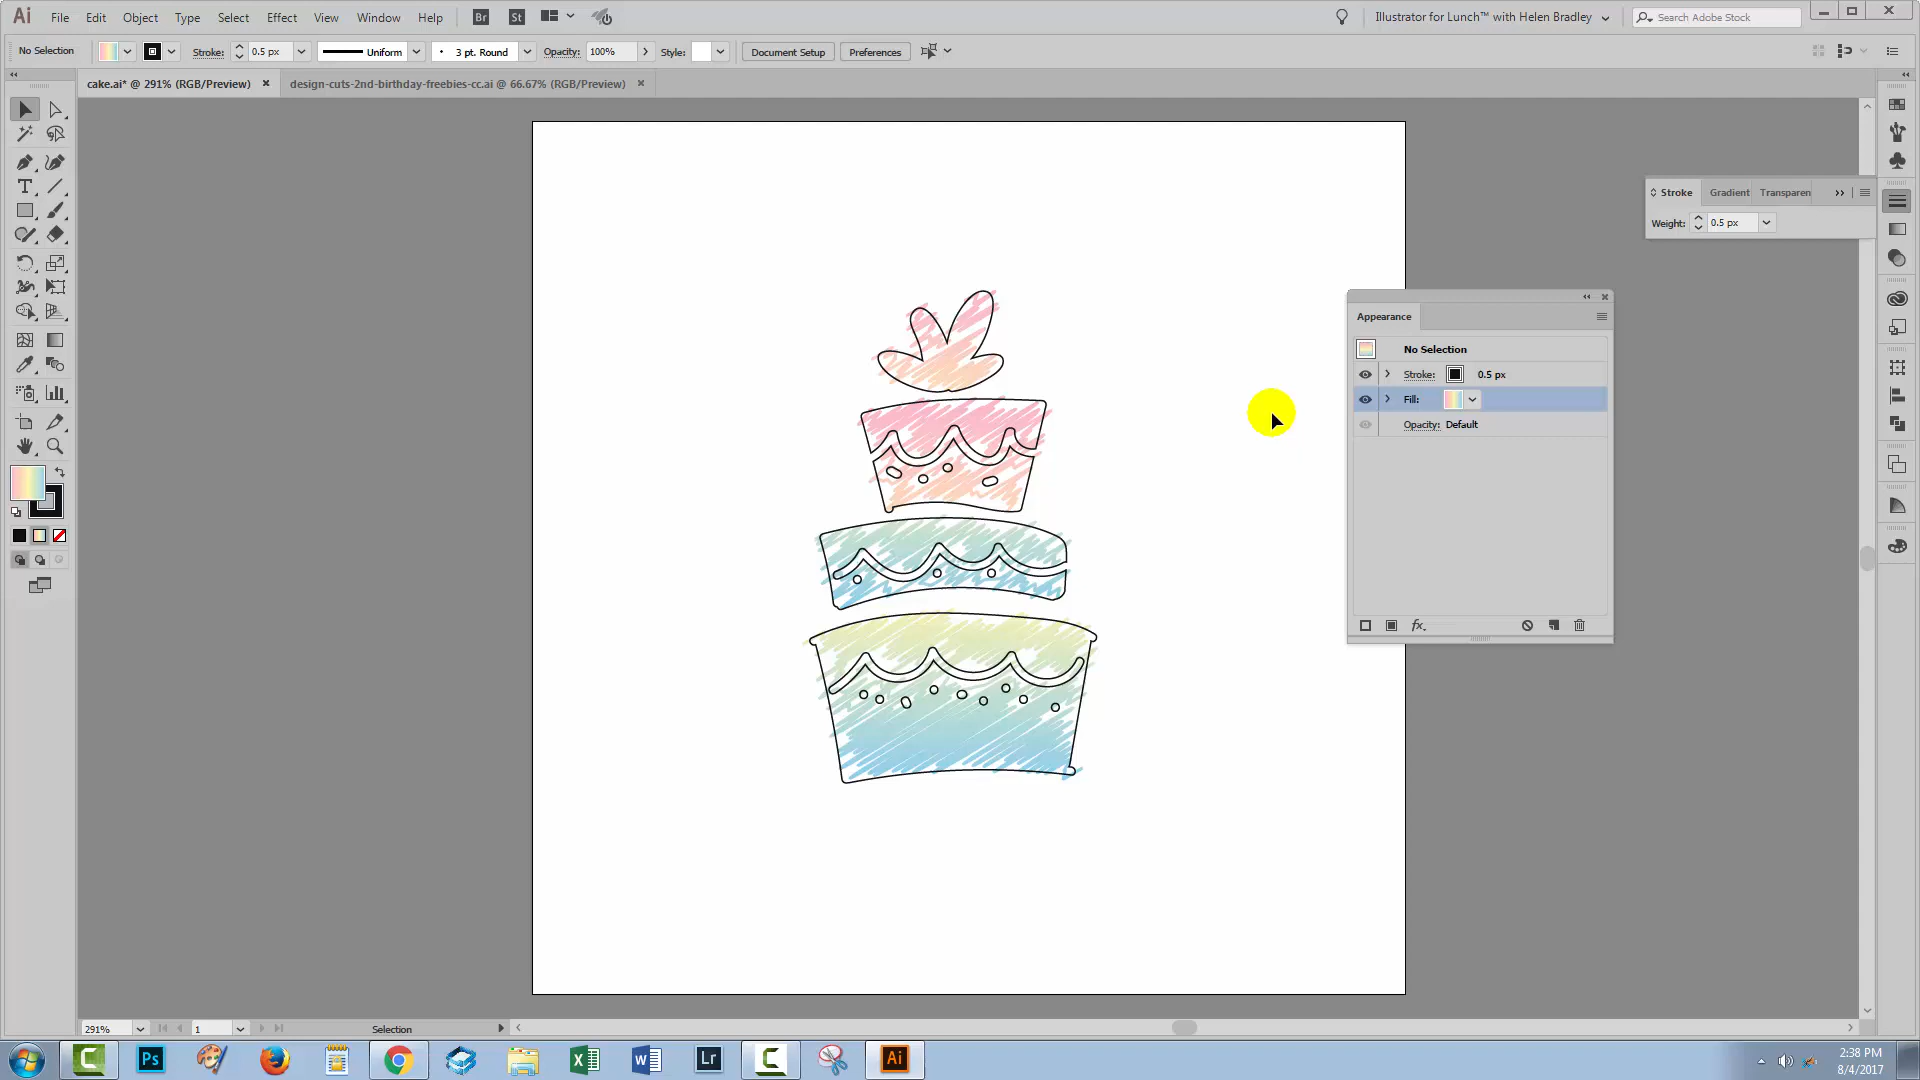 Ai File Edit Object Type Select Effect View Window Help Br St Illustrator for Lunch™ with Helen Bradley Search Adobe Stock
No Selection Stroke: 0.5 px Uniform 3 pt. Round Opacity: 100% Style: Document Setup Preferences
cake.ai* @ 291% (RGB/Preview) × design-cuts-2nd-birthday-freebies-cc.ai @ 66.67% (RGB/Preview) ×
Stroke Gradient Transparen
Weight: 0.5 px
Appearance
No Selection
Stroke: 0.5 px
Fill:
Opacity: Default
fx.
291% 1 Selection
Ps Lr Ai
2:38 PM
8/4/2017